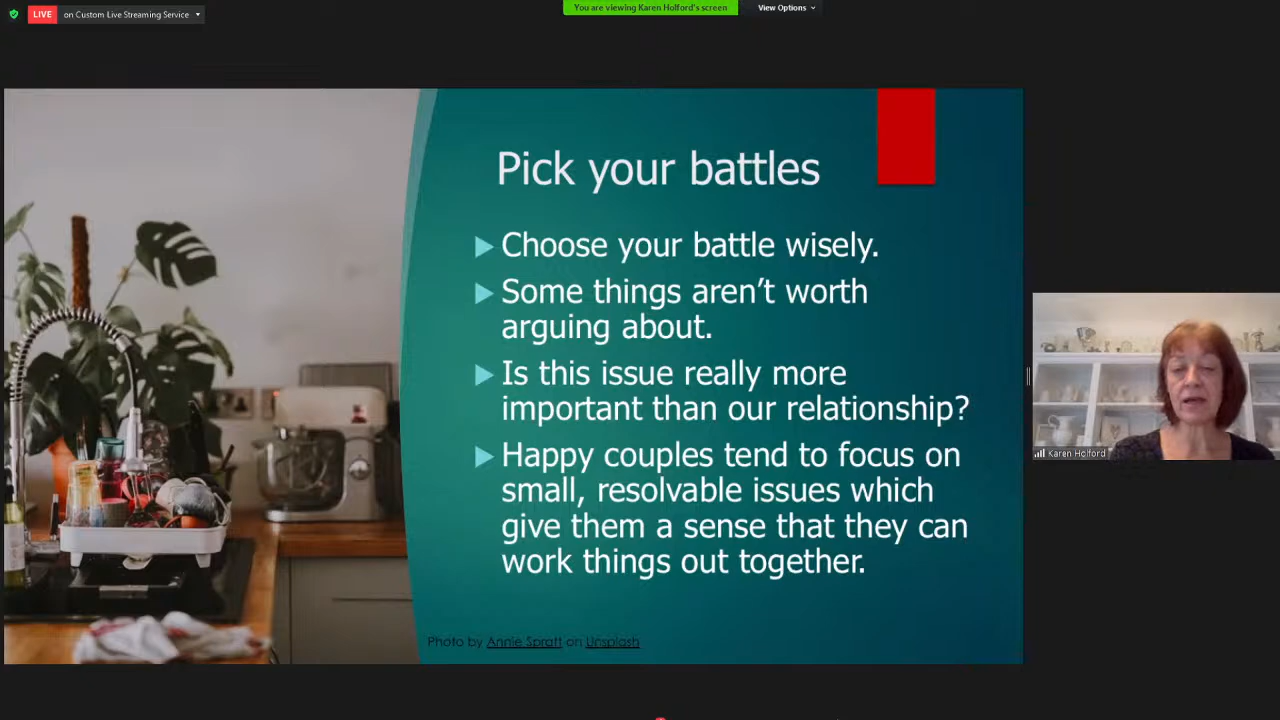 LIVE on Custom Live Streaming Service
You are viewing Karen Holford's screen
View Options
Pick your battles
Choose your battle wisely.
Some things aren't worth
arguing about.
Is this issue really more
important than our relationship?
Happy couples tend to focus on
small, resolvable issues which
give them a sense that they can
work things out together.
Photo by Annie Spratt on Unsplash
Karen Holford